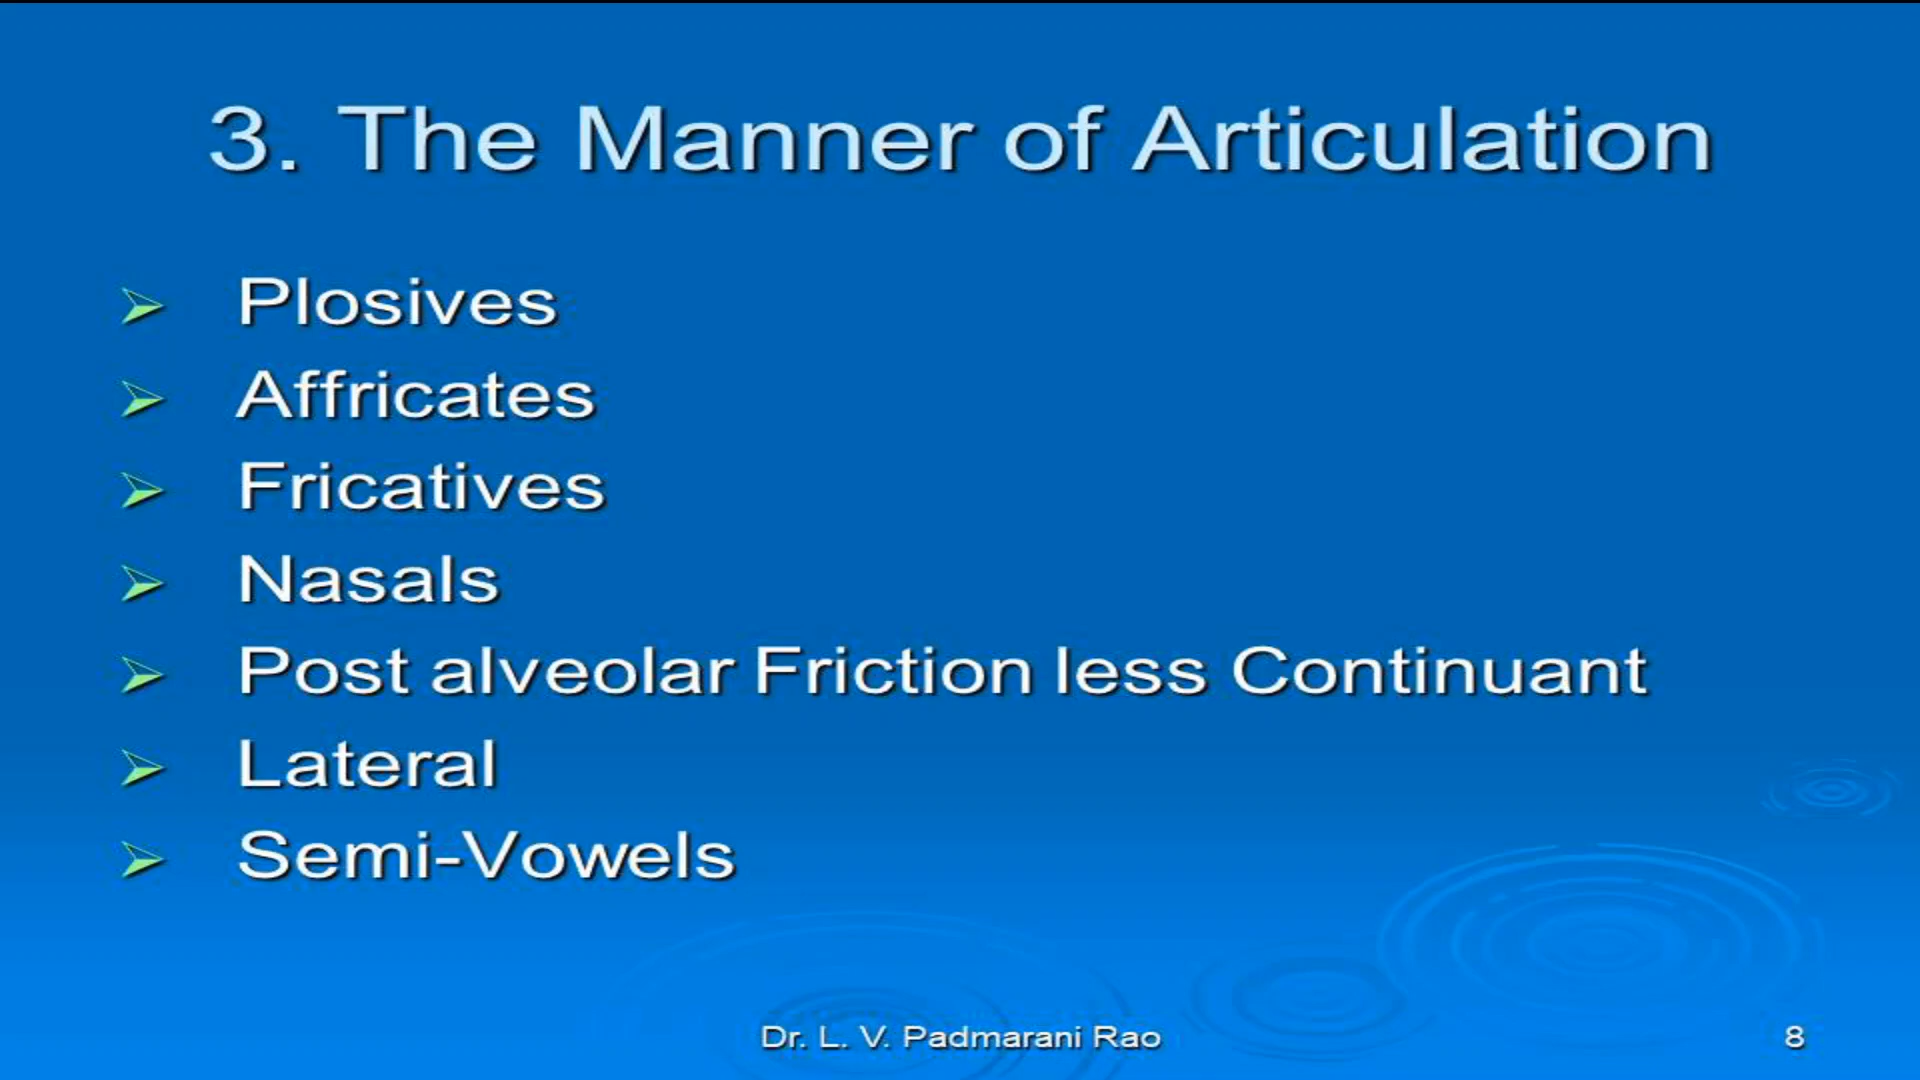 3. The Manner of Articulation
Plosives
Affricates
Fricatives
Nasals
Post alveolar Friction less Continuant
Lateral
Semi-Vowels
Dr. L. V. Padmarani Rao
8